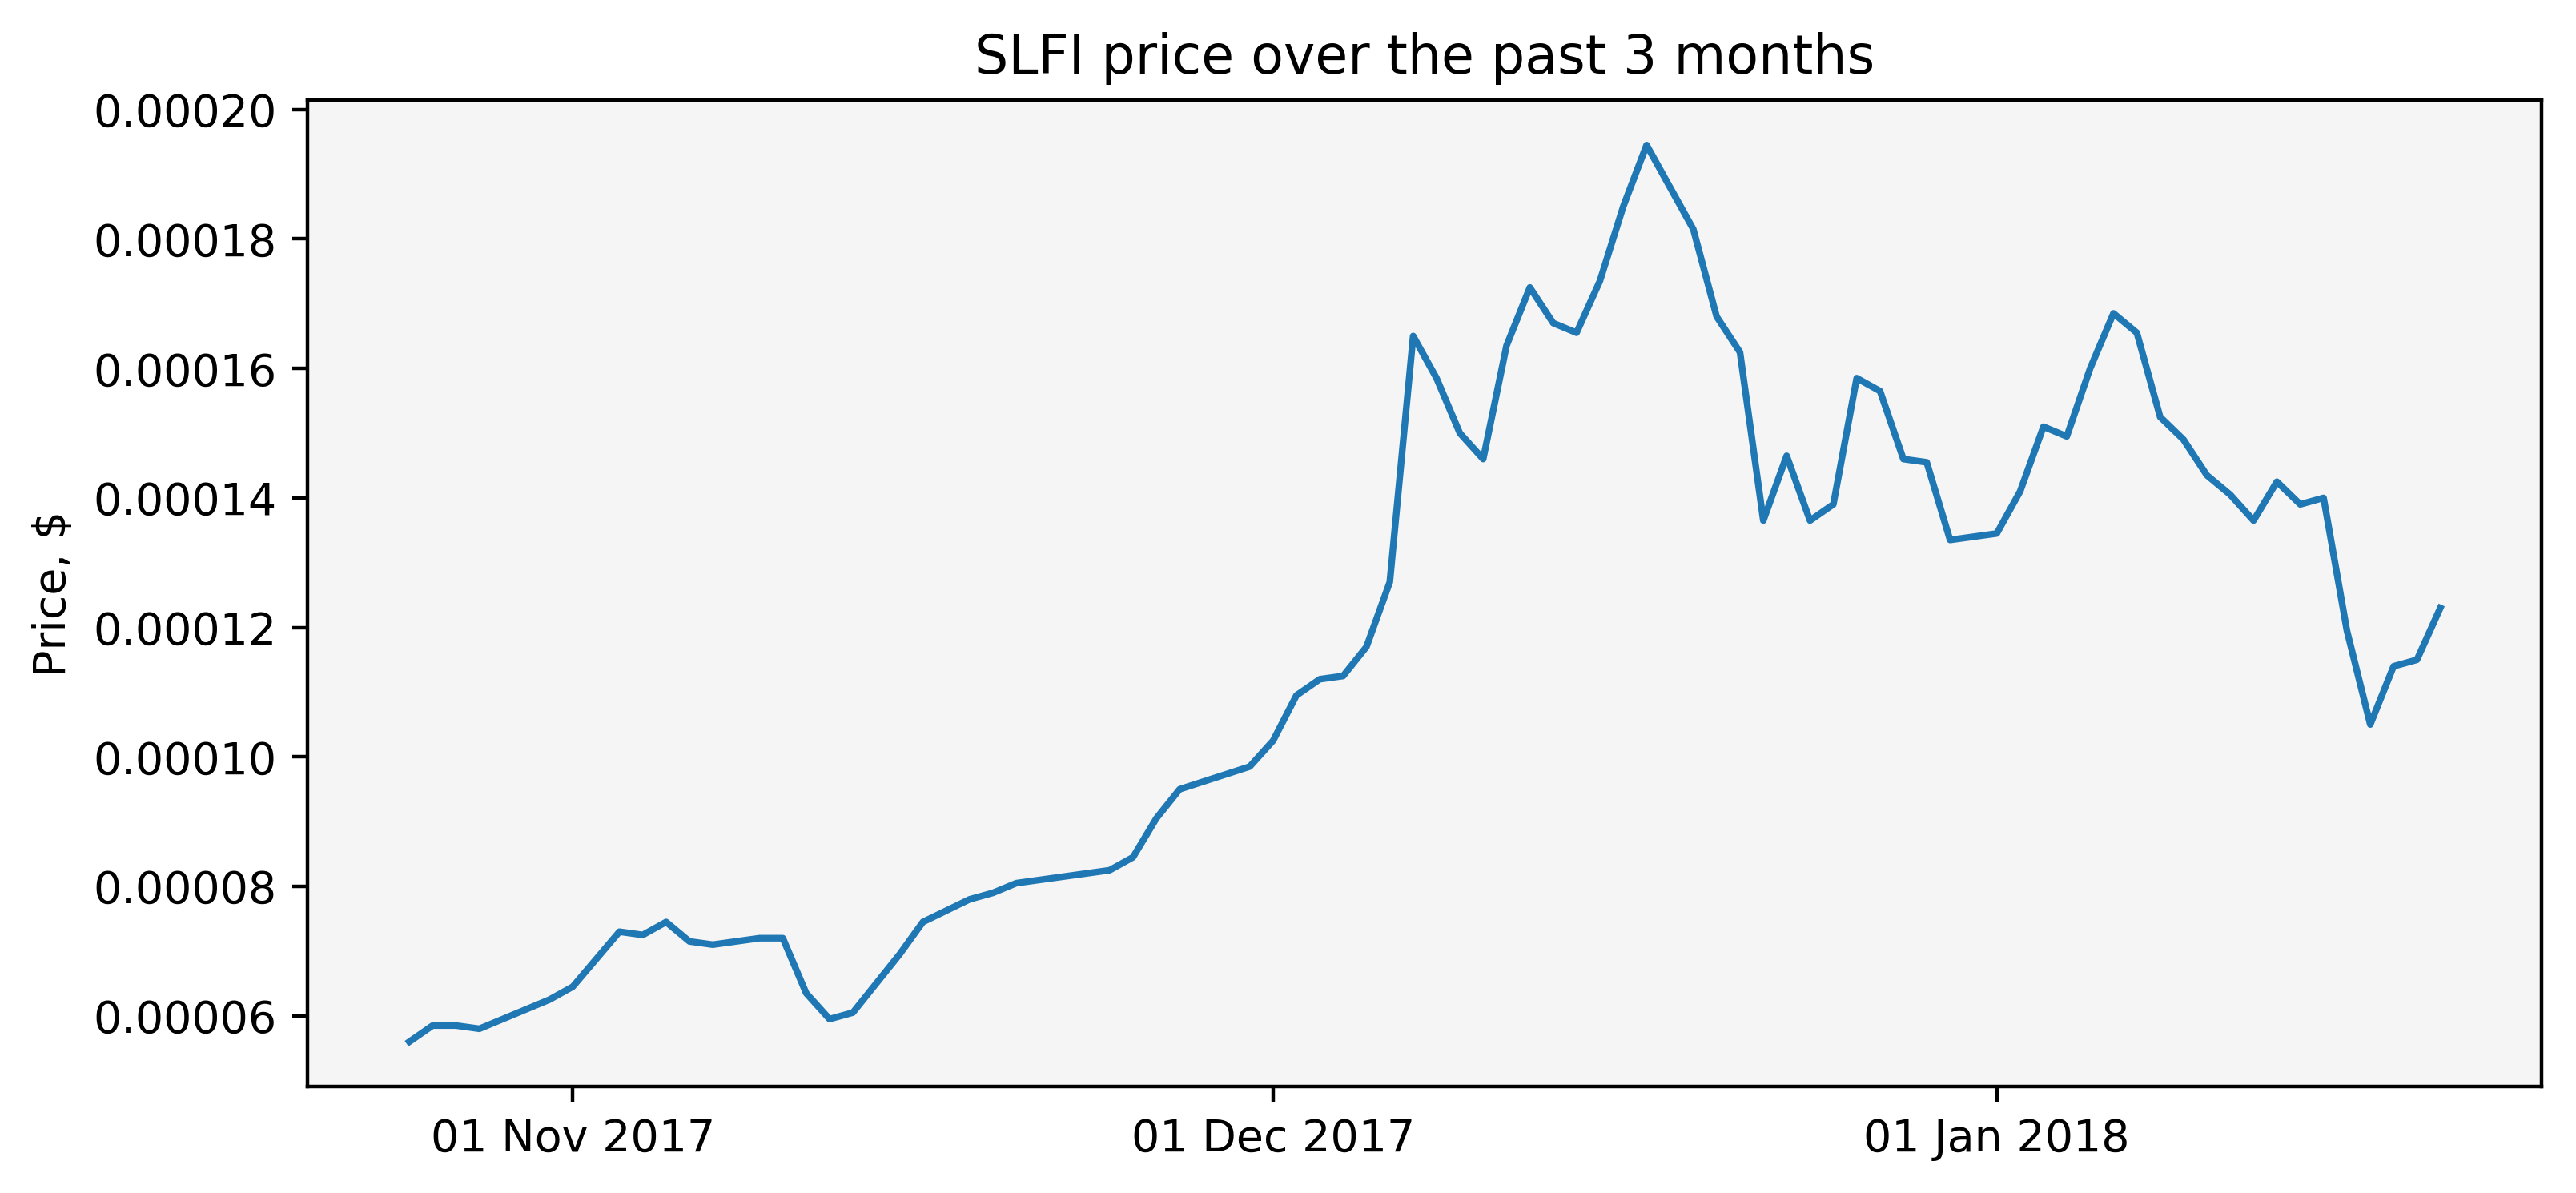 SLFI price over the past 3 months
Price, $
0.00020
0.00018
0.00016
0.00014
0.00012
0.00010
0.00008
0.00006
01 Nov 2017
01 Dec 2017
01 Jan 2018